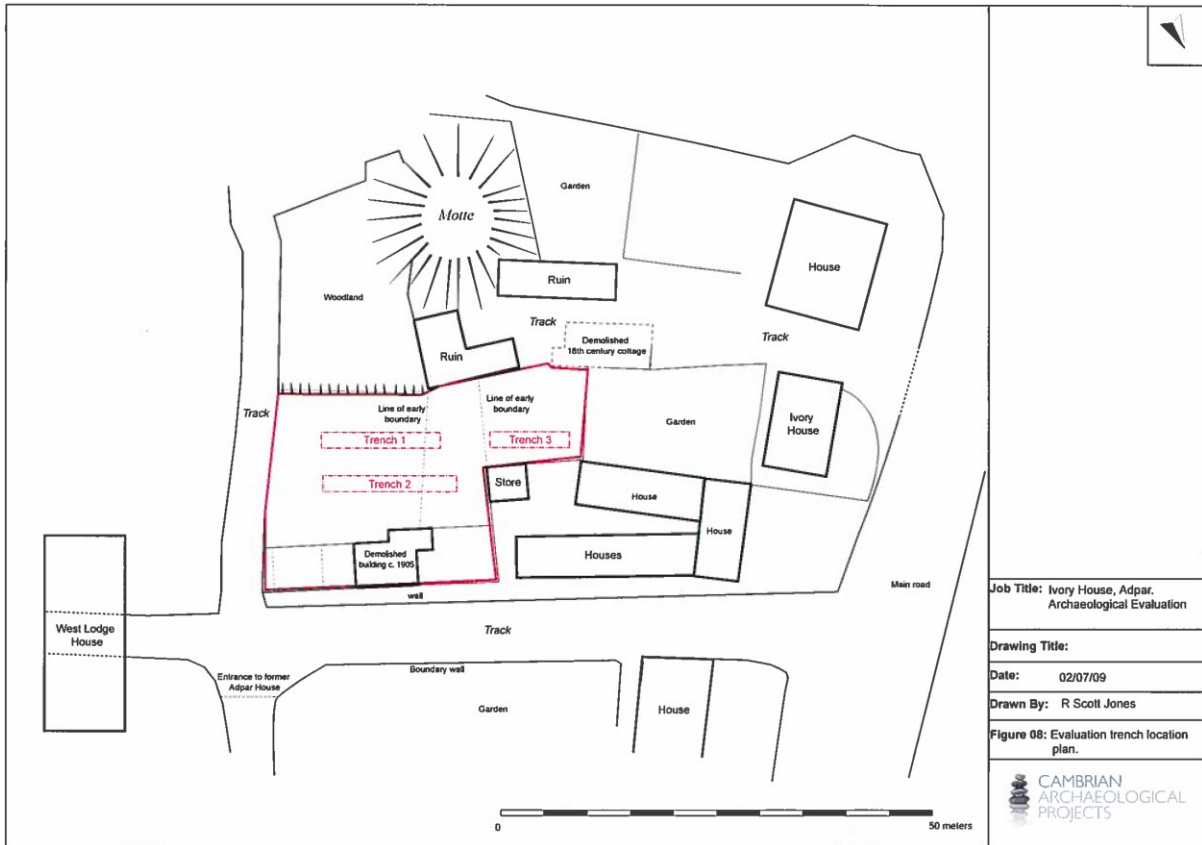 Motte
Garden
House
Woodland
Ruin
Track
Demolished
18th century cottage
Track
Ruin
Track
Line of early
boundary
Line of early
boundary
Trench 1
Trench 3
Garden
Ivory
House
Trench 2
Store
House
House
Houses
Demolished
building c. 1905
wall
Main road
West Lodge
House
Track
Entrance to former
Adpar House
Boundary wall
Garden
House
0
50 meters
Job Title: Ivory House, Adpar.
Archaeological Evaluation
Drawing Title:
Date: 02/07/09
Drawn By: R Scott Jones
Figure 08: Evaluation trench location
plan.
CAMBRIAN
ARCHAEOLOGICAL
PROJECTS